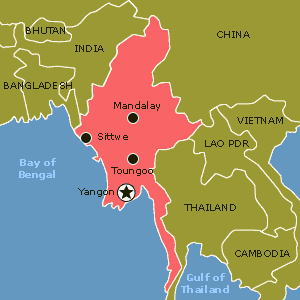 BHUTAN
CHINA
INDIA
BANGLADESH
Mandalay
VIETNAM
Sittwe
LAO PDR
Bay of
Bengal
Toungoo
Yangon
THAILAND
CAMBODIA
Gulf of
Thailand